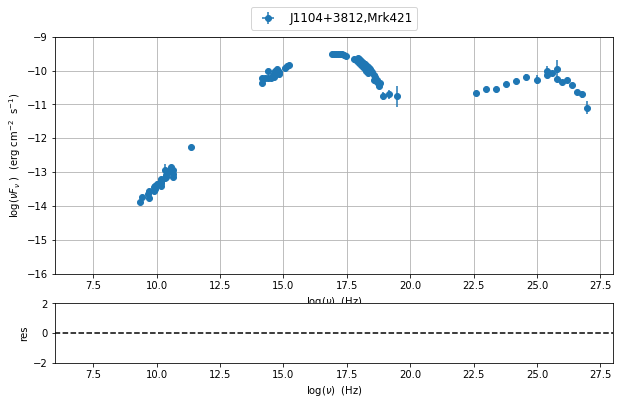 J1104+3812,Mrk421
−9
−10
−11
−12
−13
−14
−15
−16
log(νFν)  (erg cm⁻²  s⁻¹)
7.5 10.0 12.5 15.0 17.5 20.0 22.5 25.0 27.5
log(ν)  (Hz)
2
0
−2
res
7.5 10.0 12.5 15.0 17.5 20.0 22.5 25.0 27.5
log(ν)  (Hz)